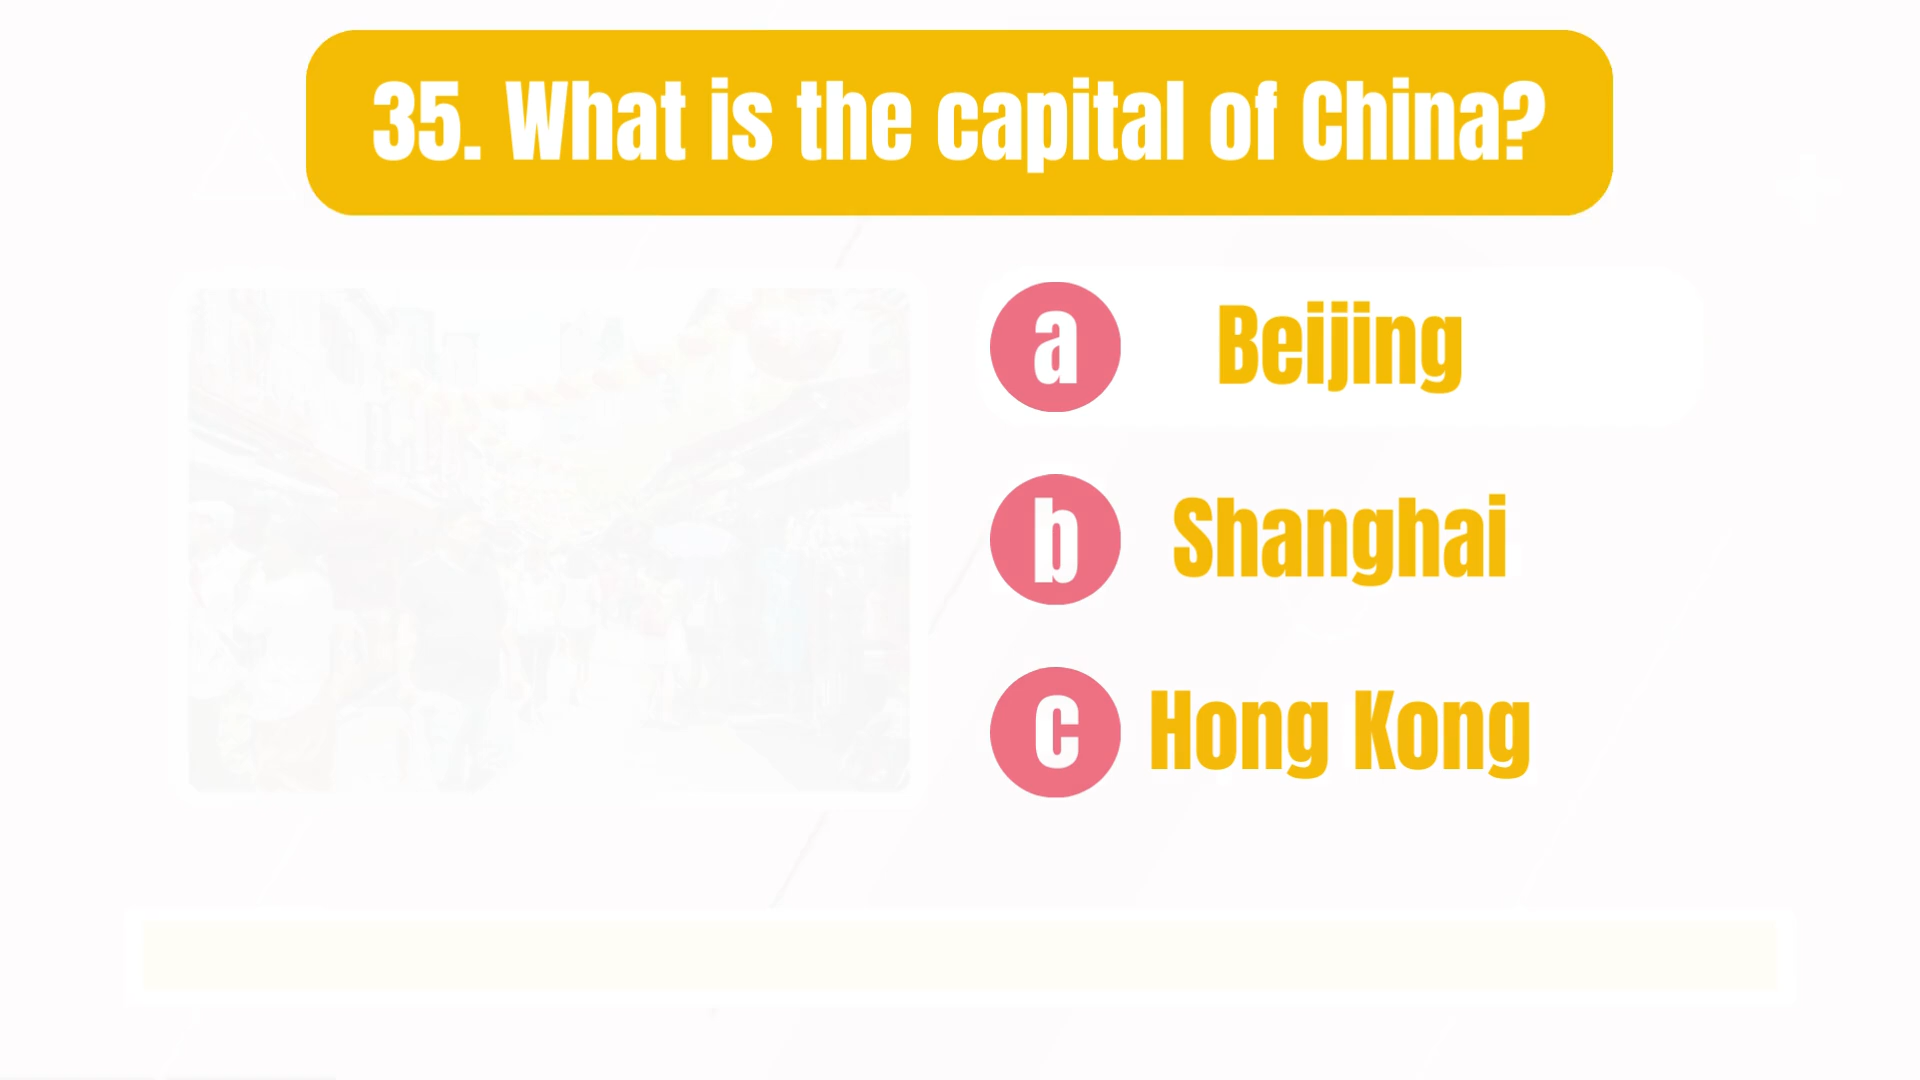 35. What is the capital of China?
a Beijing
b Shanghai
c Hong Kong